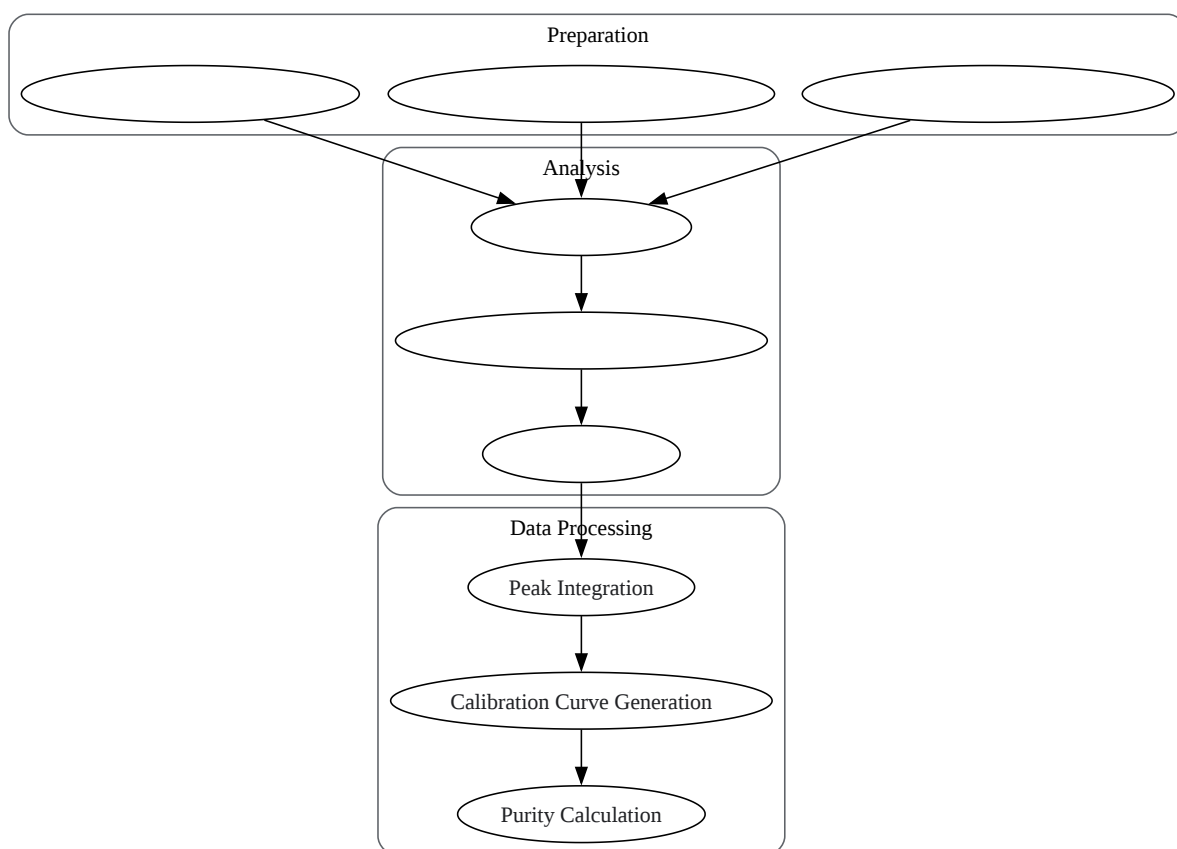 Preparation
Analysis
Data Processing
Peak Integration
Calibration Curve Generation
Purity Calculation